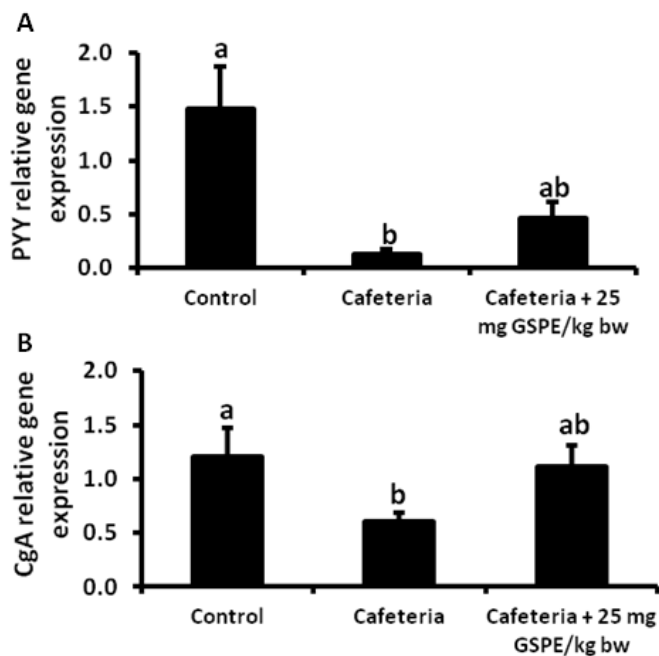 A
a
2.0
1.5
1.0
0.5
0.0
PYY relative gene
expression
b
ab
Control
Cafeteria
Cafeteria + 25
mg GSPE/kg bw
B
2.0
1.5
1.0
0.5
0.0
CgA relative gene
expression
a
b
ab
Control
Cafeteria
Cafeteria + 25 mg
GSPE/kg bw